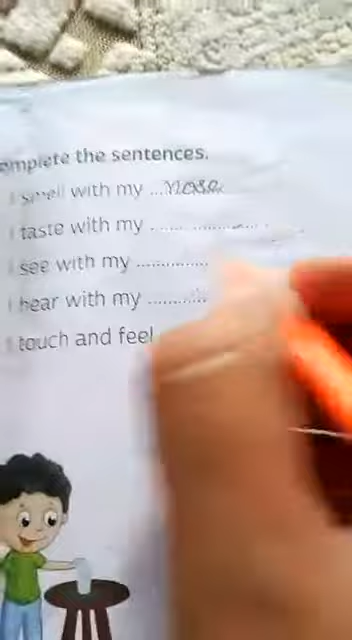 omplete the sentences.
I smell with my ...nose
I taste with my ....................
I see with my ..............
I hear with my ...........
I touch and feel